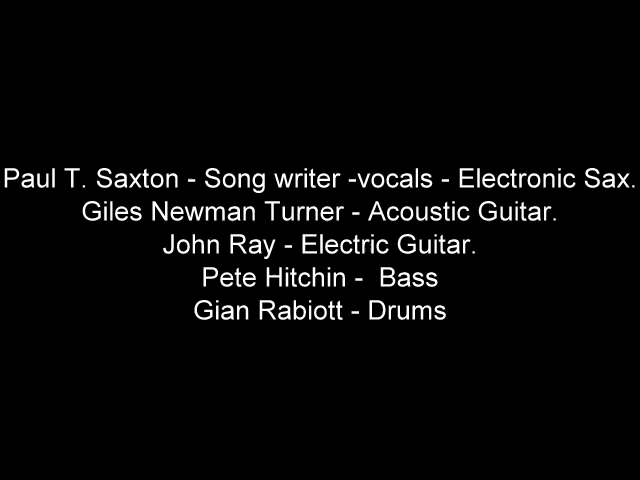 Paul T. Saxton - Song writer -vocals - Electronic Sax.
Giles Newman Turner - Acoustic Guitar.
John Ray - Electric Guitar.
Pete Hitchin -  Bass
Gian Rabiott - Drums